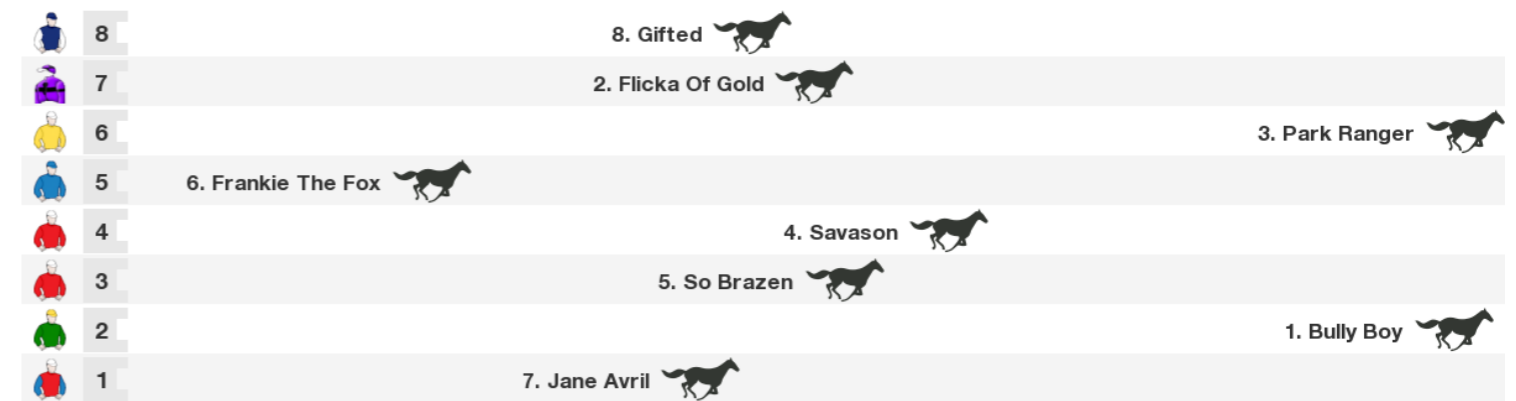 8 8. Gifted
7 2. Flicka Of Gold
6 3. Park Ranger
5 6. Frankie The Fox
4 4. Savason
3 5. So Brazen
2 1. Bully Boy
1 7. Jane Avril